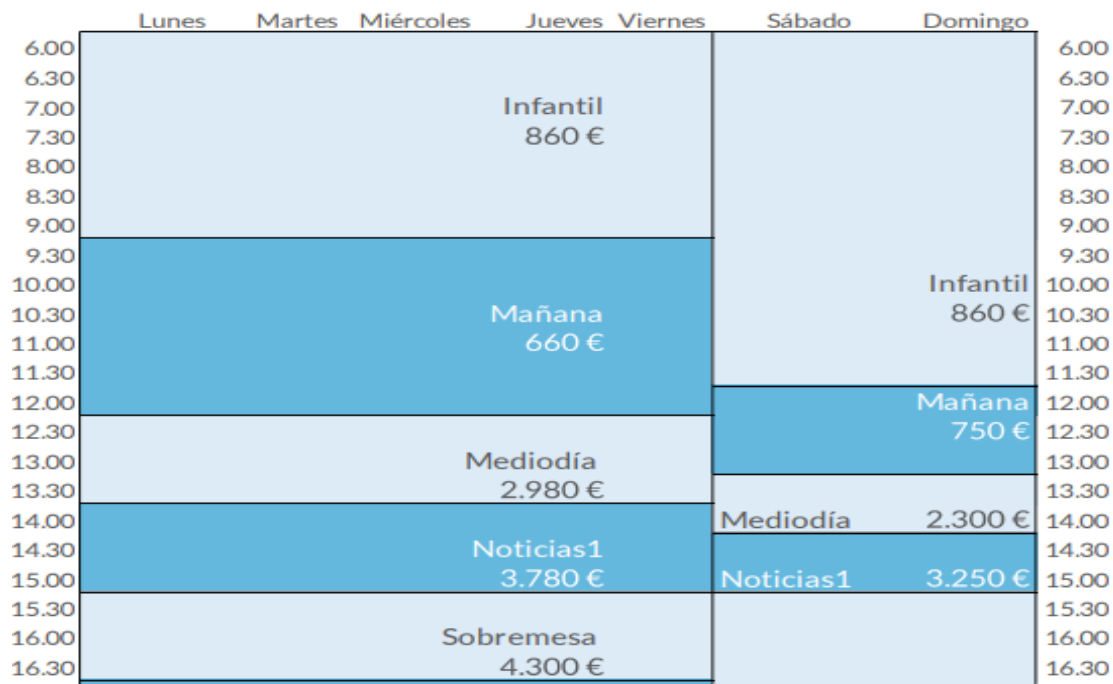 Lunes Martes Miércoles Jueves Viernes Sábado Domingo
6.00 6.00
6.30 6.30
7.00 Infantil 7.00
7.30 860 € 7.30
8.00 8.00
8.30 8.30
9.00 9.00
9.30 9.30
10.00 Infantil 10.00
10.30 Mañana 860 € 10.30
11.00 660 € 11.00
11.30 11.30
12.00 Mañana 12.00
12.30 750 € 12.30
13.00 Mediodía 13.00
13.30 2.980 € 13.30
14.00 Mediodía 2.300 € 14.00
14.30 Noticias1 14.30
15.00 3.780 € Noticias1 3.250 € 15.00
15.30 15.30
16.00 Sobremesa 16.00
16.30 4.300 € 16.30